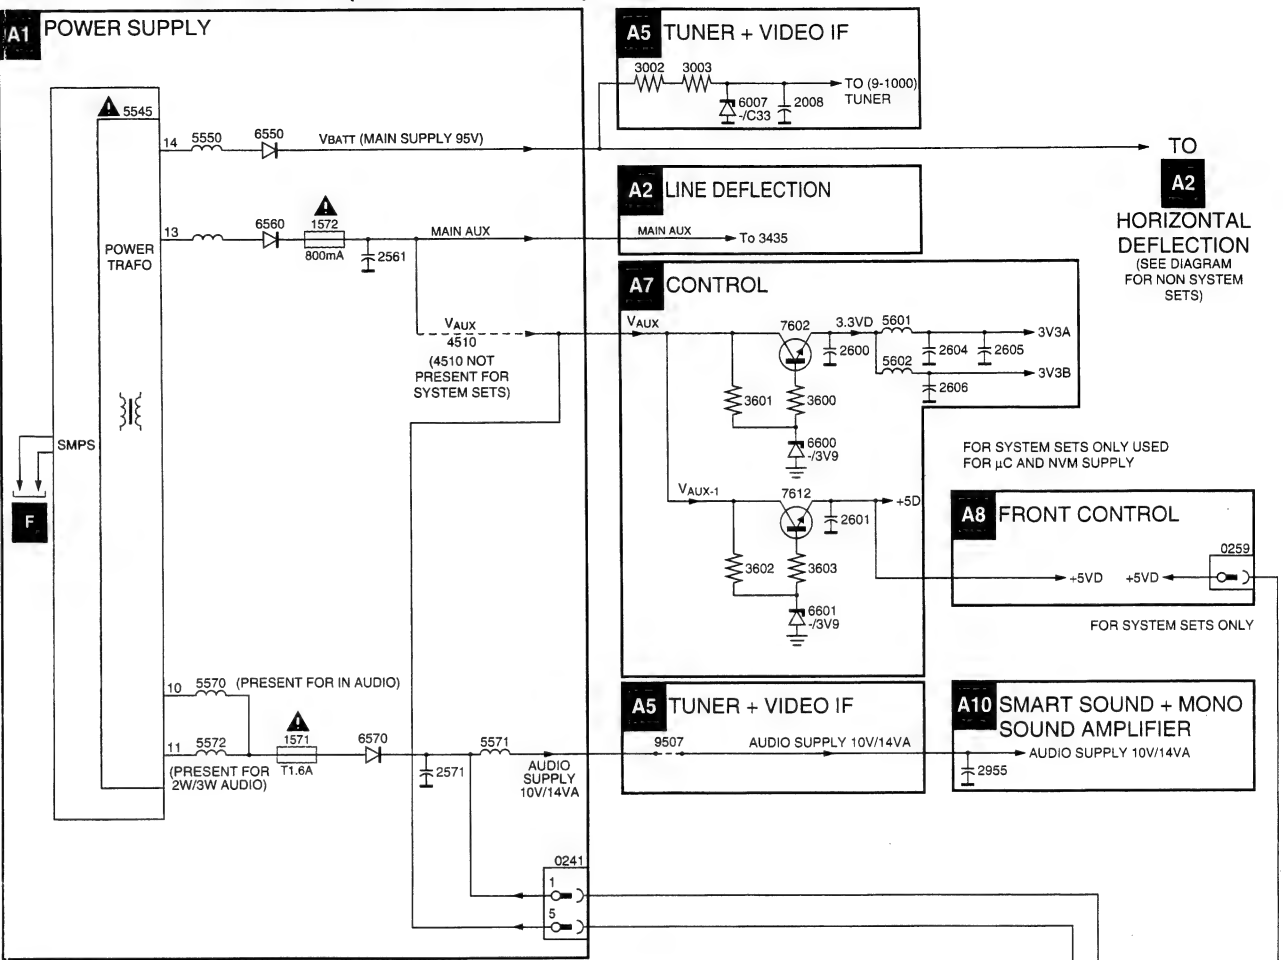 A1 POWER SUPPLY
5545
14 5550 6550 VBATT (MAIN SUPPLY 95V)
13 6560 1572 800mA 2561 MAIN AUX
POWER
TRAFO
VAUX
4510
(4510 NOT
PRESENT FOR
SYSTEM SETS)
SMPS
F
10 5570 (PRESENT FOR IN AUDIO)
11 5572
(PRESENT FOR
2W/3W AUDIO)
1571
T1.6A
6570
2571
5571
AUDIO
SUPPLY
10V/14VA
0241
1
5
A5 TUNER + VIDEO IF
3002 3003
6007
-/C33
2008
TO (9-1000)
TUNER
A2 LINE DEFLECTION
MAIN AUX To 3435
TO
A2
HORIZONTAL
DEFLECTION
(SEE DIAGRAM
FOR NON SYSTEM
SETS)
A7 CONTROL
VAUX
7602 3.3VD 5601
3V3A
2600 2604 2605
5602
3V3B
2606
3601 3600
6600
-/3V9
VAUX-1
7612
+5D
2601
3602 3603
6601
-/3V9
FOR SYSTEM SETS ONLY USED
FOR µC AND NVM SUPPLY
A8 FRONT CONTROL
0259
+5VD +5VD
FOR SYSTEM SETS ONLY
A5 TUNER + VIDEO IF
9507 AUDIO SUPPLY 10V/14VA
A10 SMART SOUND + MONO
SOUND AMPLIFIER
AUDIO SUPPLY 10V/14VA
2955